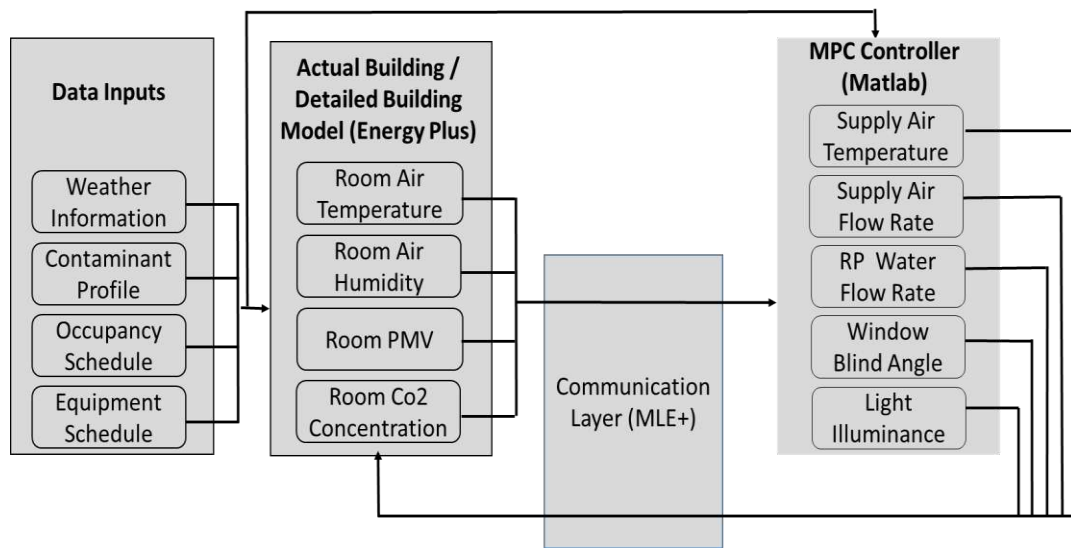 Data Inputs
Weather
Information
Contaminant
Profile
Occupancy
Schedule
Equipment
Schedule
Actual Building /
Detailed Building
Model (Energy Plus)
Room Air
Temperature
Room Air
Humidity
Room PMV
Room Co2
Concentration
Communication
Layer (MLE+)
MPC Controller
(Matlab)
Supply Air
Temperature
Supply Air
Flow Rate
RP Water
Flow Rate
Window
Blind Angle
Light
Illuminance